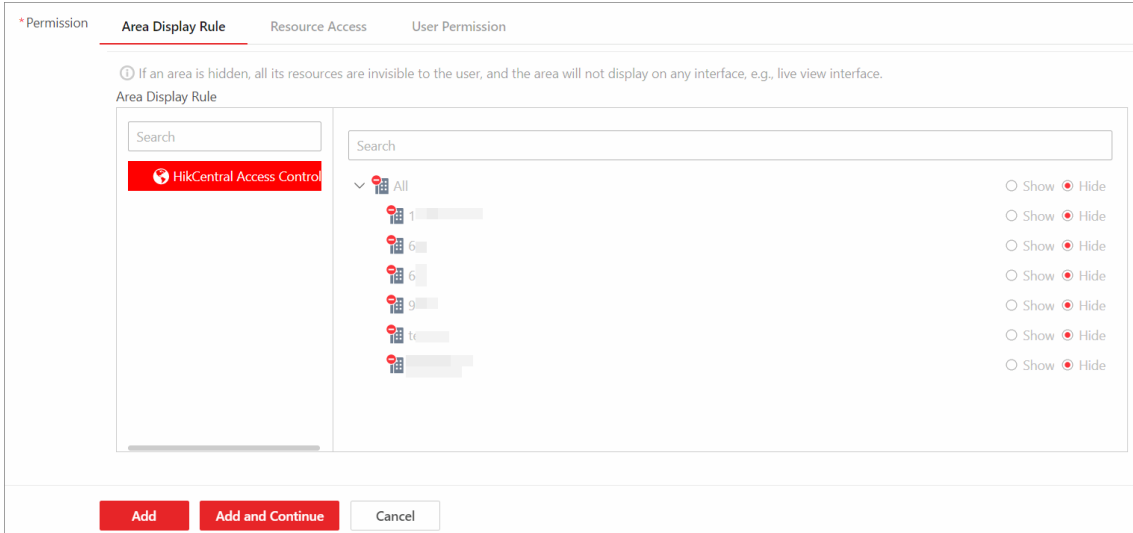 *Permission
Area Display Rule Resource Access User Permission
If an area is hidden, all its resources are invisible to the user, and the area will not display on any interface, e.g., live view interface.
Area Display Rule
Search
Search
HikCentral Access Control
All Show Hide
1 Show Hide
6 Show Hide
6 Show Hide
9 Show Hide
Show Hide
Show Hide
Add Add and Continue Cancel